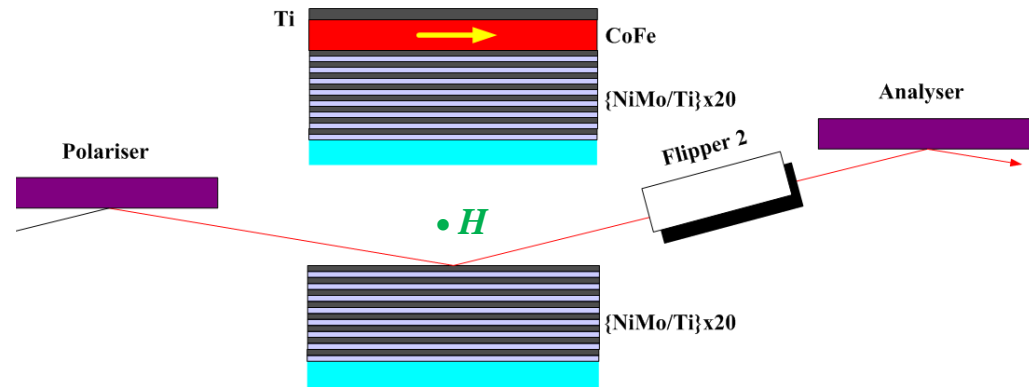 Ti
CoFe
{NiMo/Ti}x20
Analyser
Polariser
Flipper 2
• H
{NiMo/Ti}x20